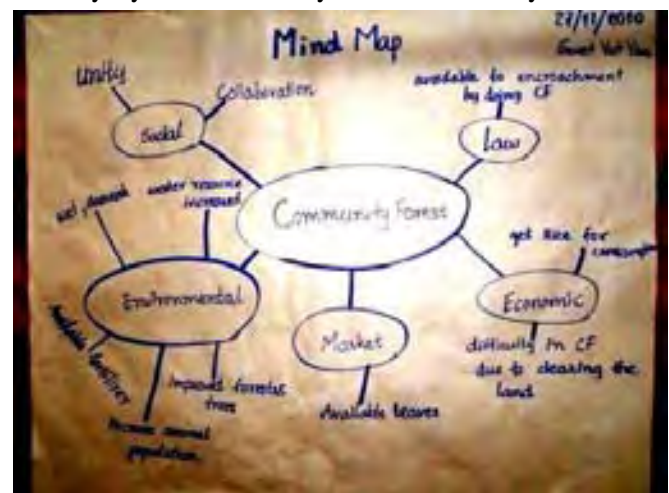 Mind Map
27/11/2010
Unity
Collaboration
Social
available to encroachment
by doing CF
Law
water resource
increased
Community Forest
get Rice for
Environmental
Economic
Market
difficulty in CF
due to clearing the
land
Available
Improved forestas
trees
Available leaves
Increase animal
population